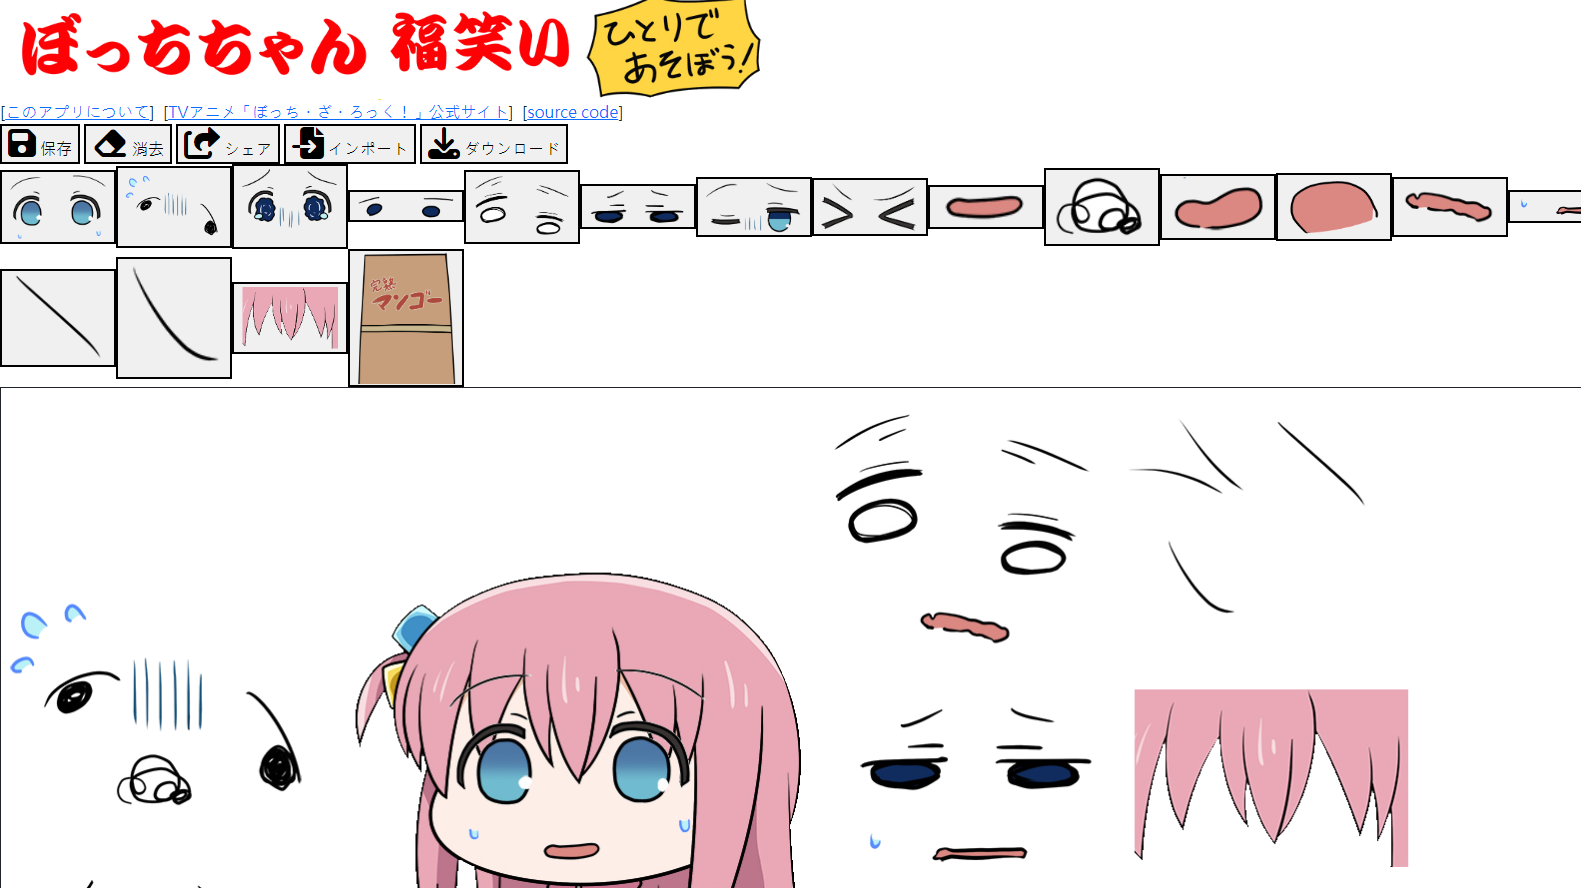 ぼっちちゃん 福笑い
ひとりで
あそぼう!
[このアプリについて] [TVアニメ「ぼっち・ざ・ろっく!」公式サイト] [source code]
保存 消去 シェア インポート ダウンロード
完熟
マンゴー